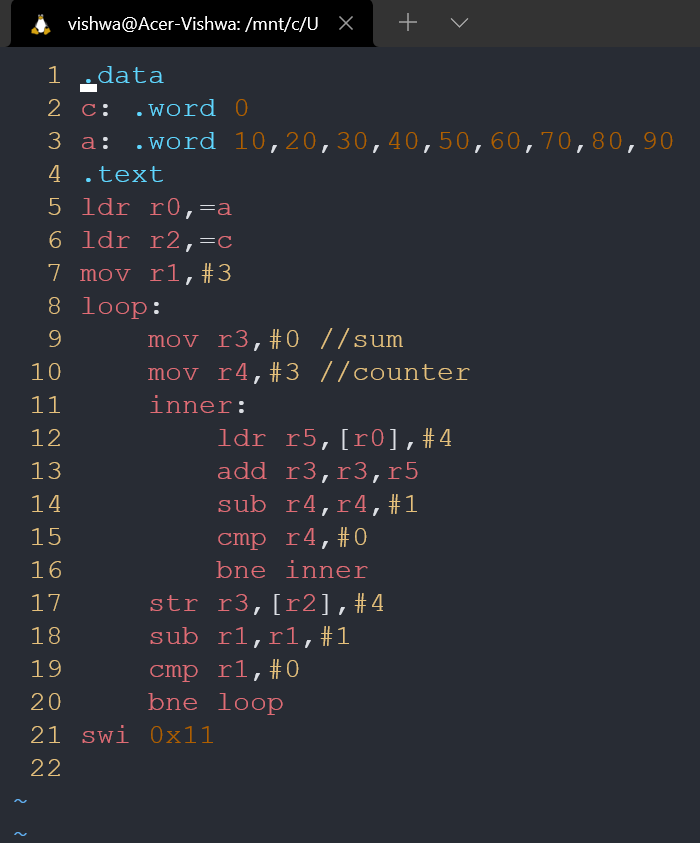 vishwa@Acer-Vishwa: /mnt/c/U
1 .data
2 c: .word 0
3 a: .word 10,20,30,40,50,60,70,80,90
4 .text
5 ldr r0,=a
6 ldr r2,=c
7 mov r1,#3
8 loop:
9     mov r3,#0 //sum
10     mov r4,#3 //counter
11     inner:
12         ldr r5,[r0],#4
13         add r3,r3,r5
14         sub r4,r4,#1
15         cmp r4,#0
16         bne inner
17     str r3,[r2],#4
18     sub r1,r1,#1
19     cmp r1,#0
20     bne loop
21 swi 0x11
22
~
~